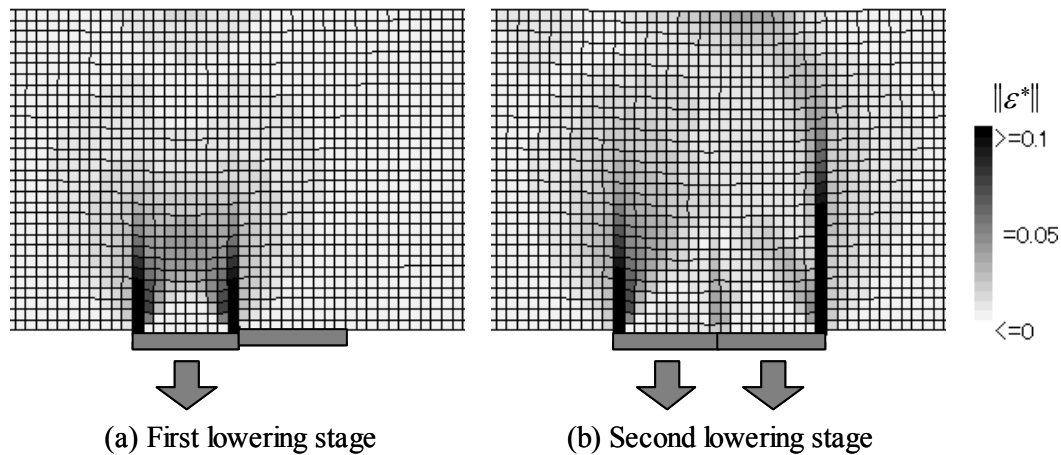 ‖ε*‖
>=0.1
=0.05
<=0
(a) First lowering stage
(b) Second lowering stage